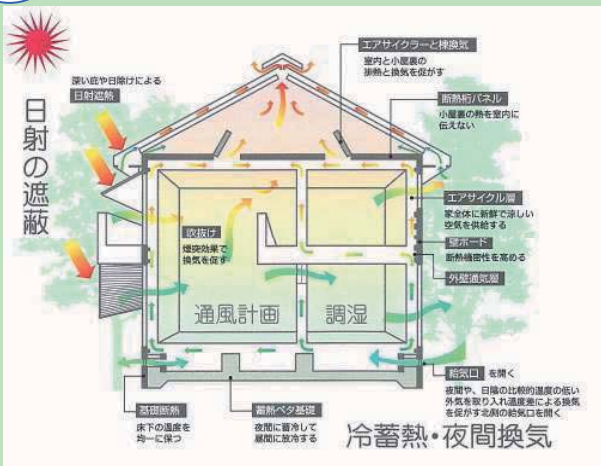 エアサイクラーと棟換気
室内と小屋裏の
排熱と換気を促がす
深い庇や日除けによる
日射遮熱
日射の遮蔽
断熱桁パネル
小屋裏の熱を室内に
伝えない
エアサイクル層
家全体に新鮮で涼しい
空気を供給する
吹抜け
煙突効果で
換気を促す
壁ボード
断熱機密性を高める
外壁通気層
通風計画
調湿
給気口 を開く
夜間や、日陰の比較的温度の低い
外気を取り入れ温度差による換気
を促がす北側の給気口を開く
基礎断熱
床下の温度を
均一に保つ
蓄熱ベタ基礎
夜間に蓄冷して
昼間に放冷する
冷蓄熱・夜間換気